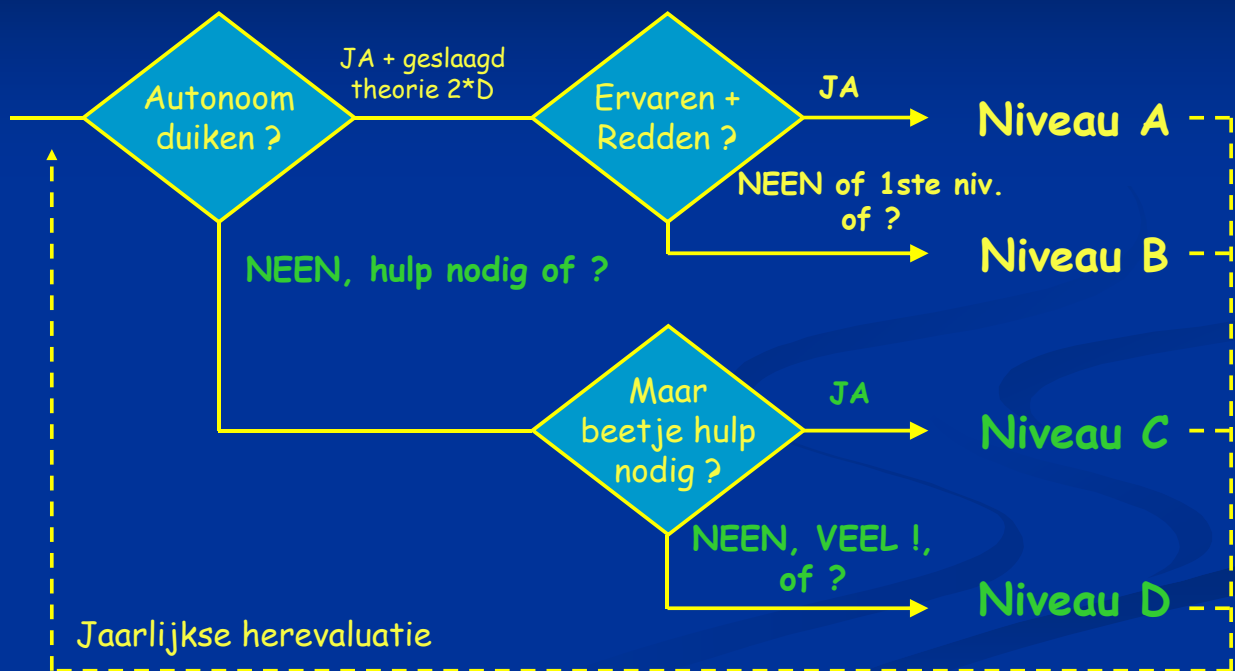 Autonoom
duiken ?
JA + geslaagd
theorie 2*D
Ervaren +
Redden ?
JA
Niveau A
NEEN of 1ste niv.
of ?
Niveau B
NEEN, hulp nodig of ?
Maar
beetje hulp
nodig ?
JA
Niveau C
NEEN, VEEL !,
of ?
Niveau D
Jaarlijkse herevaluatie